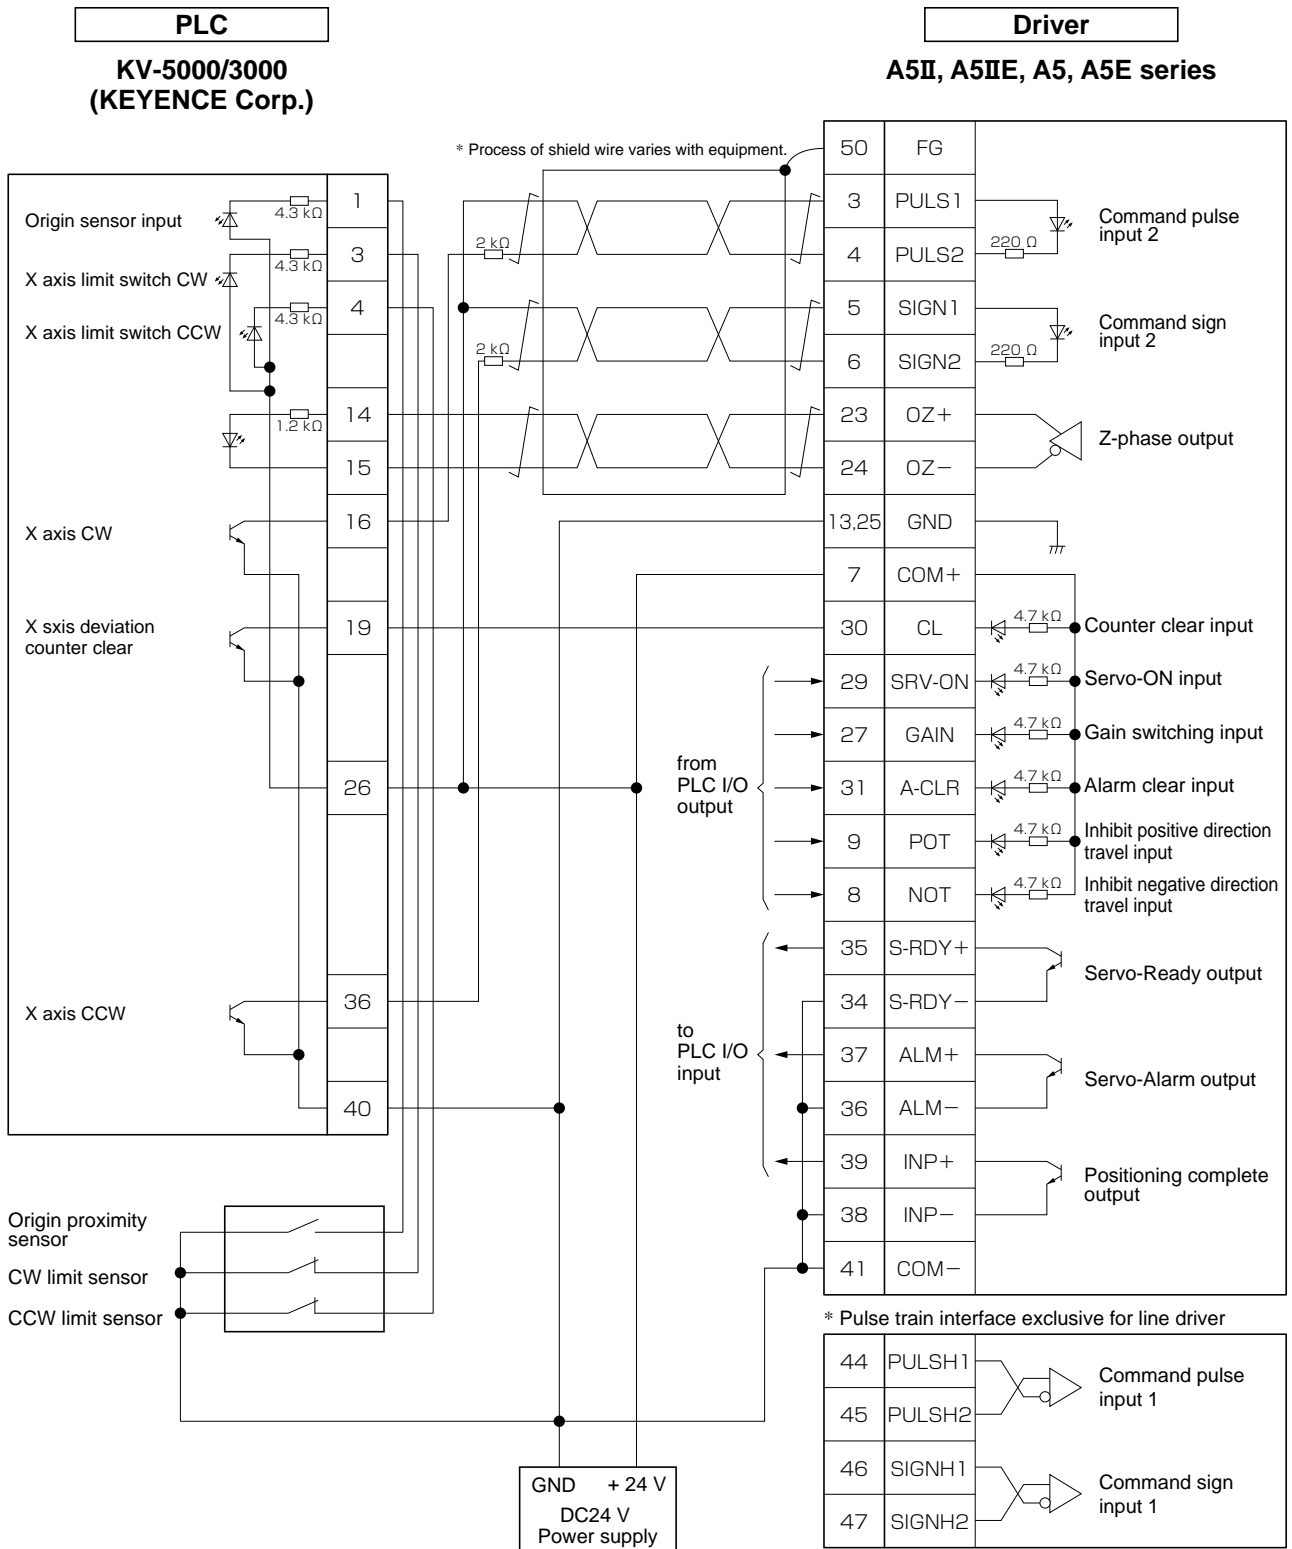 PLC
KV-5000/3000
(KEYENCE Corp.)
Driver
A5II, A5IIE, A5, A5E series
* Process of shield wire varies with equipment.
Origin sensor input
4.3 kΩ
1
X axis limit switch CW
4.3 kΩ
3
X axis limit switch CCW
4.3 kΩ
4
1.2 kΩ
14
15
X axis CW
16
X sxis deviation
counter clear
19
26
X axis CCW
36
40
2 kΩ
2 kΩ
50 FG
3 PULS1
4 PULS2
220 Ω
Command pulse
input 2
5 SIGN1
6 SIGN2
220 Ω
Command sign
input 2
23 OZ+
24 OZ−
Z-phase output
13,25 GND
7 COM+
30 CL 4.7 kΩ Counter clear input
29 SRV-ON 4.7 kΩ Servo-ON input
27 GAIN 4.7 kΩ Gain switching input
31 A-CLR 4.7 kΩ Alarm clear input
9 POT 4.7 kΩ Inhibit positive direction
travel input
8 NOT 4.7 kΩ Inhibit negative direction
travel input
from
PLC I/O
output
35 S-RDY+
34 S-RDY−
Servo-Ready output
37 ALM+
36 ALM−
Servo-Alarm output
39 INP+
38 INP−
Positioning complete
output
41 COM−
to
PLC I/O
input
Origin proximity
sensor
CW limit sensor
CCW limit sensor
* Pulse train interface exclusive for line driver
44 PULSH1
45 PULSH2
Command pulse
input 1
46 SIGNH1
47 SIGNH2
Command sign
input 1
GND + 24 V
DC24 V
Power supply